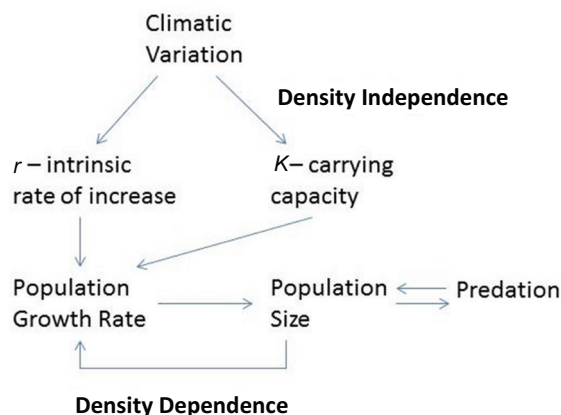 Climatic
Variation
Density Independence
r – intrinsic
rate of increase
K– carrying
capacity
Population
Growth Rate
Population
Size
Predation
Density Dependence